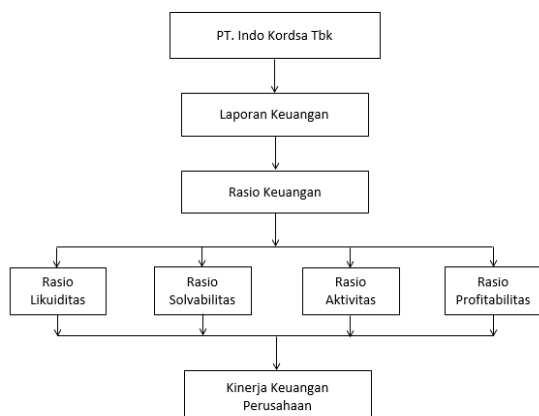 PT. Indo Kordsa Tbk
Laporan Keuangan
Rasio Keuangan
Rasio
Likuiditas
Rasio
Solvabilitas
Rasio
Aktivitas
Rasio
Profitabilitas
Kinerja Keuangan
Perusahaan